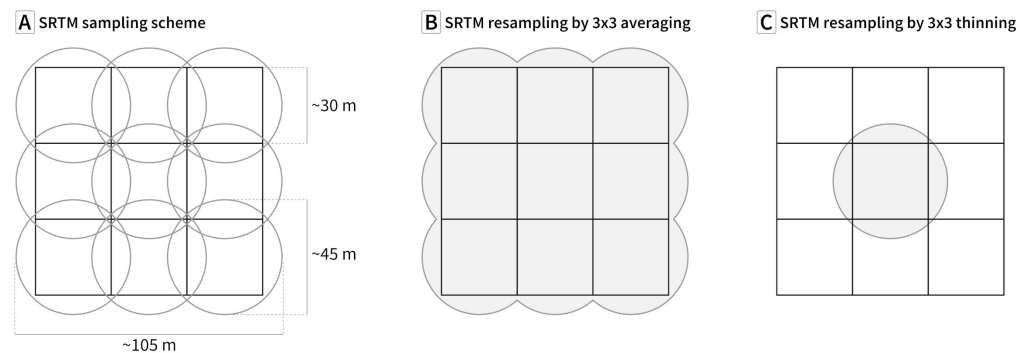 A SRTM sampling scheme
B SRTM resampling by 3x3 averaging
C SRTM resampling by 3x3 thinning
~30 m
~45 m
~105 m